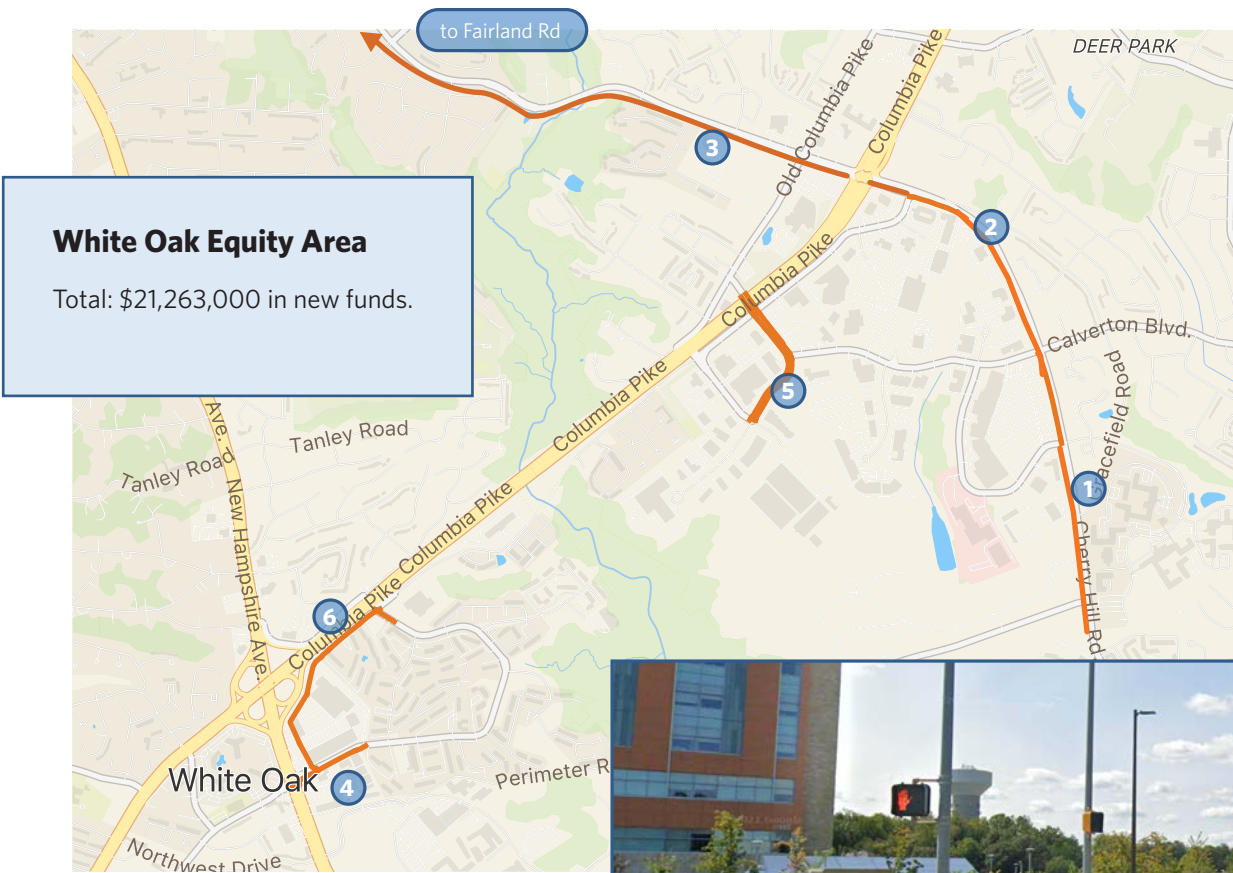 to Fairland Rd
DEER PARK
Old Columbia Pike
Columbia Pike
3
2
White Oak Equity Area
Total: $21,263,000 in new funds.
Columbia Pike
Calverton Blvd.
Gracefield Road
5
Columbia Pike
Ave.
Tanley Road
Tanley Road
New Hampshire Ave.
Columbia Pike
1
Cherry Hill Rd
Columbia Pike
6
White Oak
4
Perimeter R
Northwest Drive